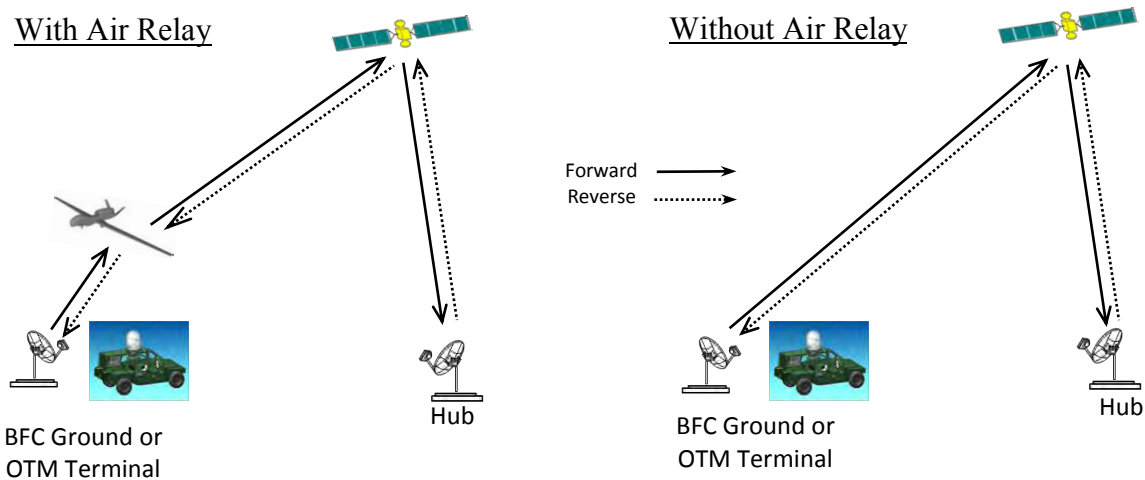 With Air Relay
Without Air Relay
Forward
Reverse
Hub
BFC Ground or
OTM Terminal
Hub
BFC Ground or
OTM Terminal